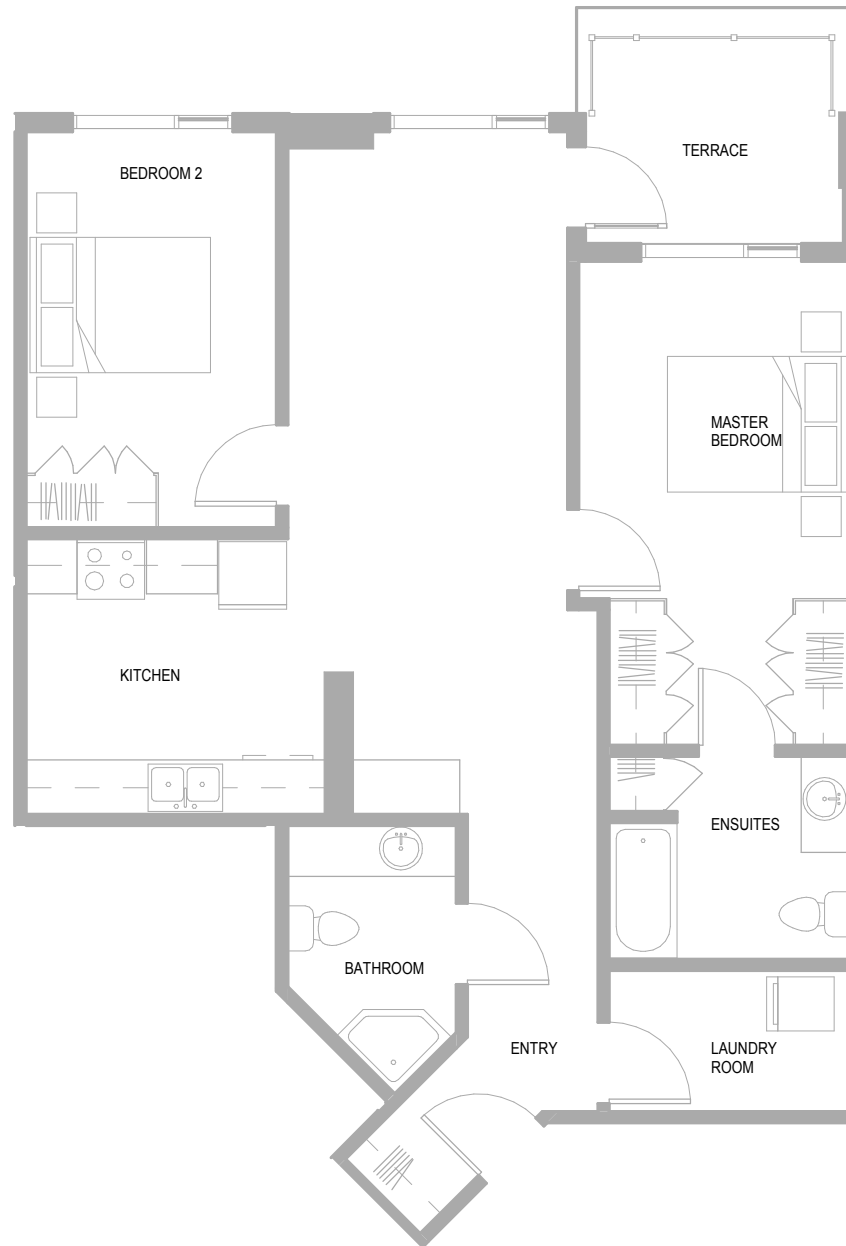 TERRACE
BEDROOM 2
MASTER
BEDROOM
KITCHEN
ENSUITES
BATHROOM
ENTRY
LAUNDRY
ROOM